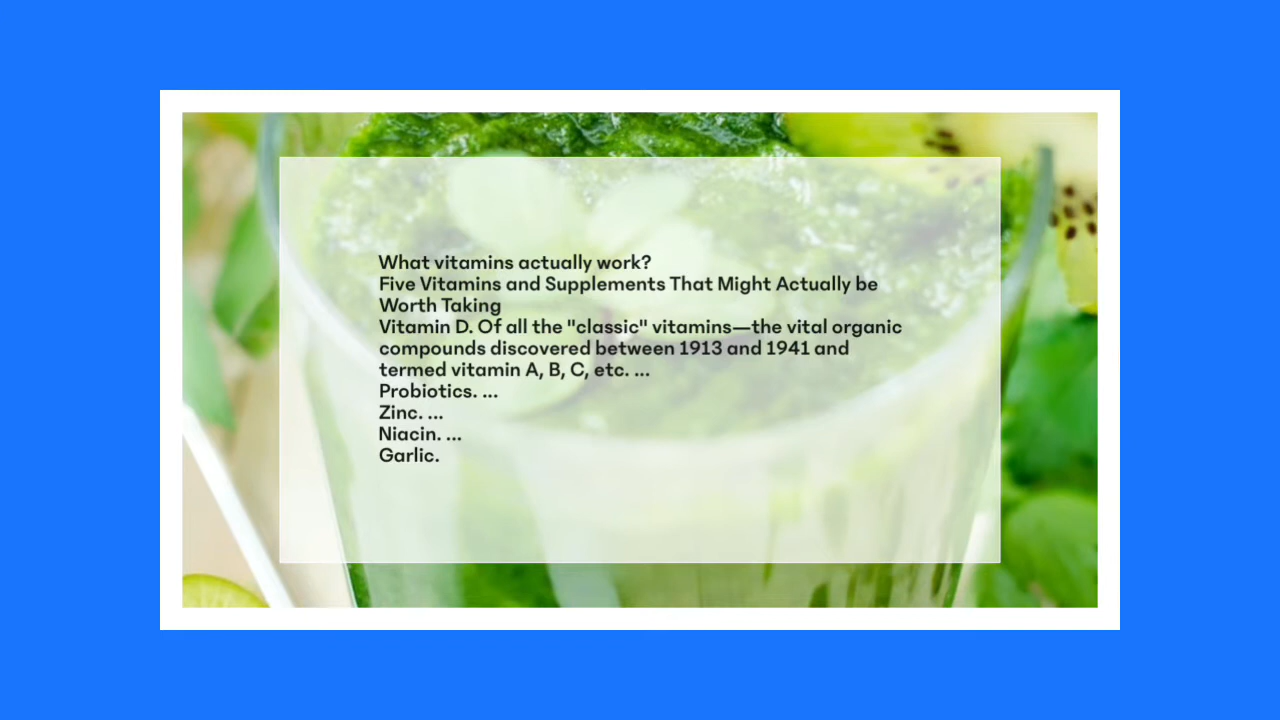 What vitamins actually work?
Five Vitamins and Supplements That Might Actually be
Worth Taking
Vitamin D. Of all the "classic" vitamins—the vital organic
compounds discovered between 1913 and 1941 and
termed vitamin A, B, C, etc. ...
Probiotics. ...
Zinc. ...
Niacin. ...
Garlic.